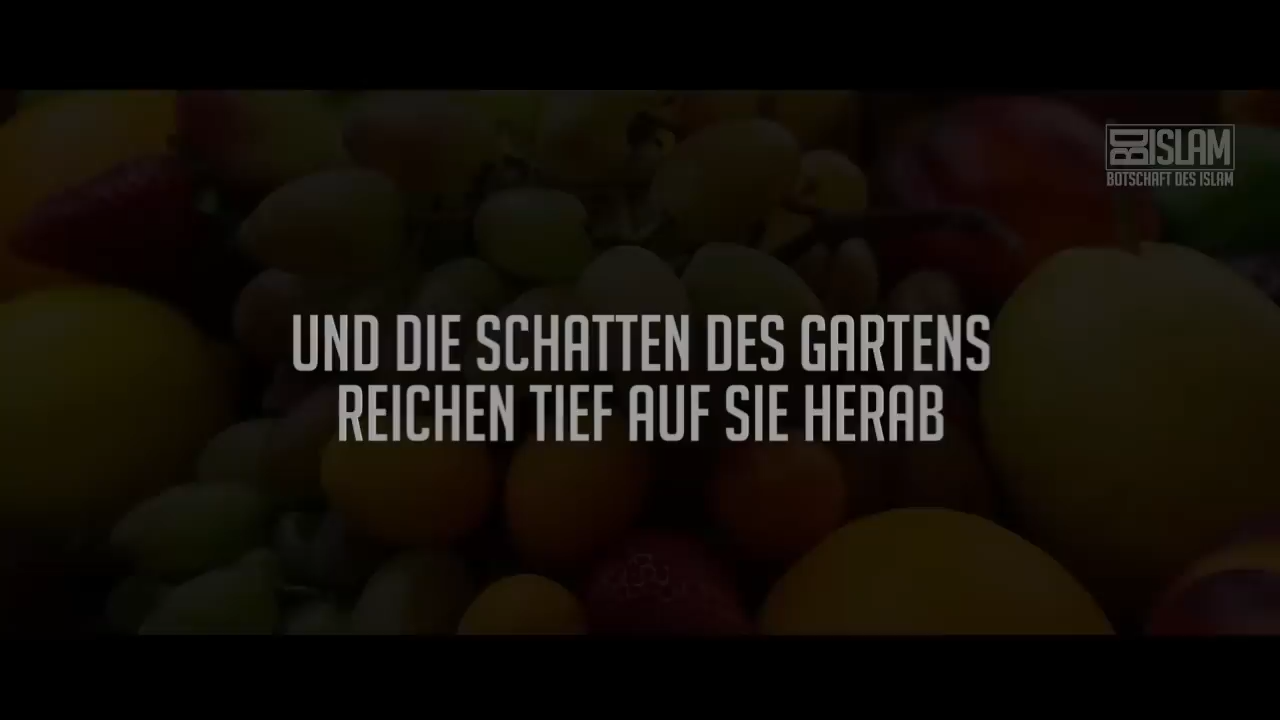 BDISLAM
BOTSCHAFT DES ISLAM
UND DIE SCHATTEN DES GARTENS
REICHEN TIEF AUF SIE HERAB